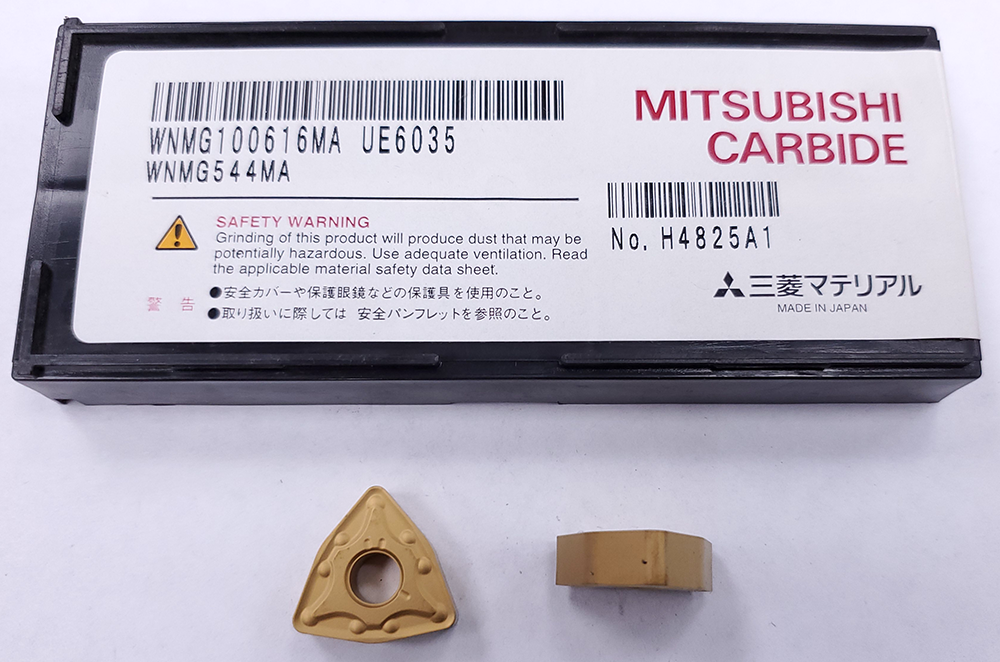 WNMG100616MA UE6035
WNMG544MA
MITSUBISHI
CARBIDE
No. H4825A1
SAFETY WARNING
Grinding of this product will produce dust that may be
potentially hazardous. Use adequate ventilation. Read
the applicable material safety data sheet.
警告
●安全カバーや保護眼鏡などの保護具を使用のこと。
●取り扱いに際しては 安全パンフレットを参照のこと。
三菱マテリアル
MADE IN JAPAN